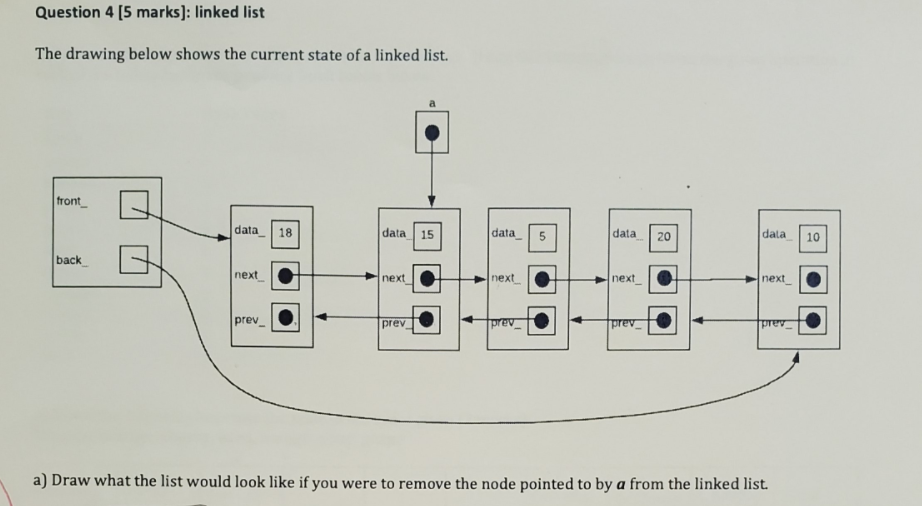 Question 4 [5 marks]: linked list
The drawing below shows the current state of a linked list.
a
front_
back_
data_ 18
next_
prev_
data_ 15
next_
prev_
data_ 5
next_
prev_
data_ 20
next_
prev_
data_ 10
next_
prev_
a) Draw what the list would look like if you were to remove the node pointed to by a from the linked list.